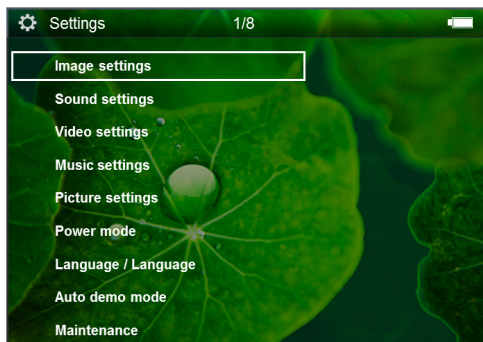 Settings 1/8
Image settings
Sound settings
Video settings
Music settings
Picture settings
Power mode
Language / Language
Auto demo mode
Maintenance